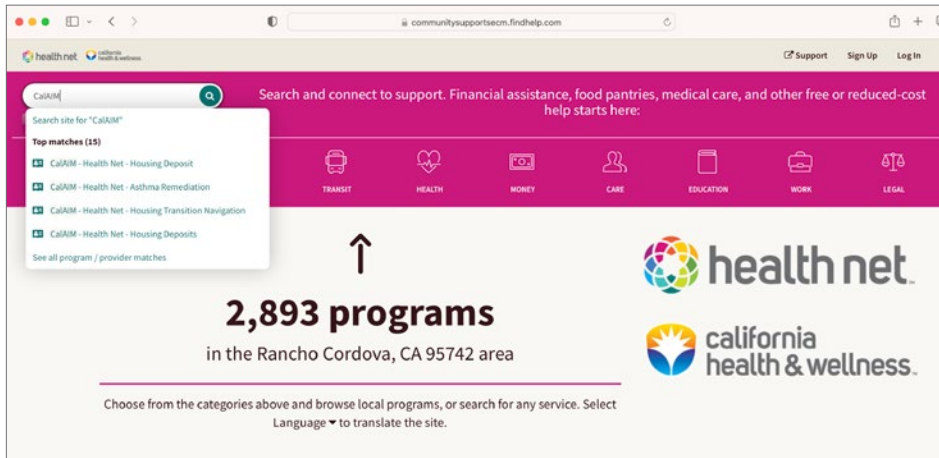 communitysupportsecm.findhelp.com
health net
california
health & wellness.
Support Sign Up Log In
CalAIM
Search and connect to support. Financial assistance, food pantries, medical care, and other free or reduced-cost
help starts here:
Search site for "CalAIM"
Top matches (15)
CalAIM - Health Net - Housing Deposit
CalAIM - Health Net - Asthma Remediation
CalAIM - Health Net - Housing Transition Navigation
CalAIM - Health Net - Housing Deposits
See all program / provider matches
TRANSIT HEALTH MONEY CARE EDUCATION WORK LEGAL
2,893 programs
in the Rancho Cordova, CA 95742 area
Choose from the categories above and browse local programs, or search for any service. Select
Language to translate the site.
health net.
california
health & wellness.